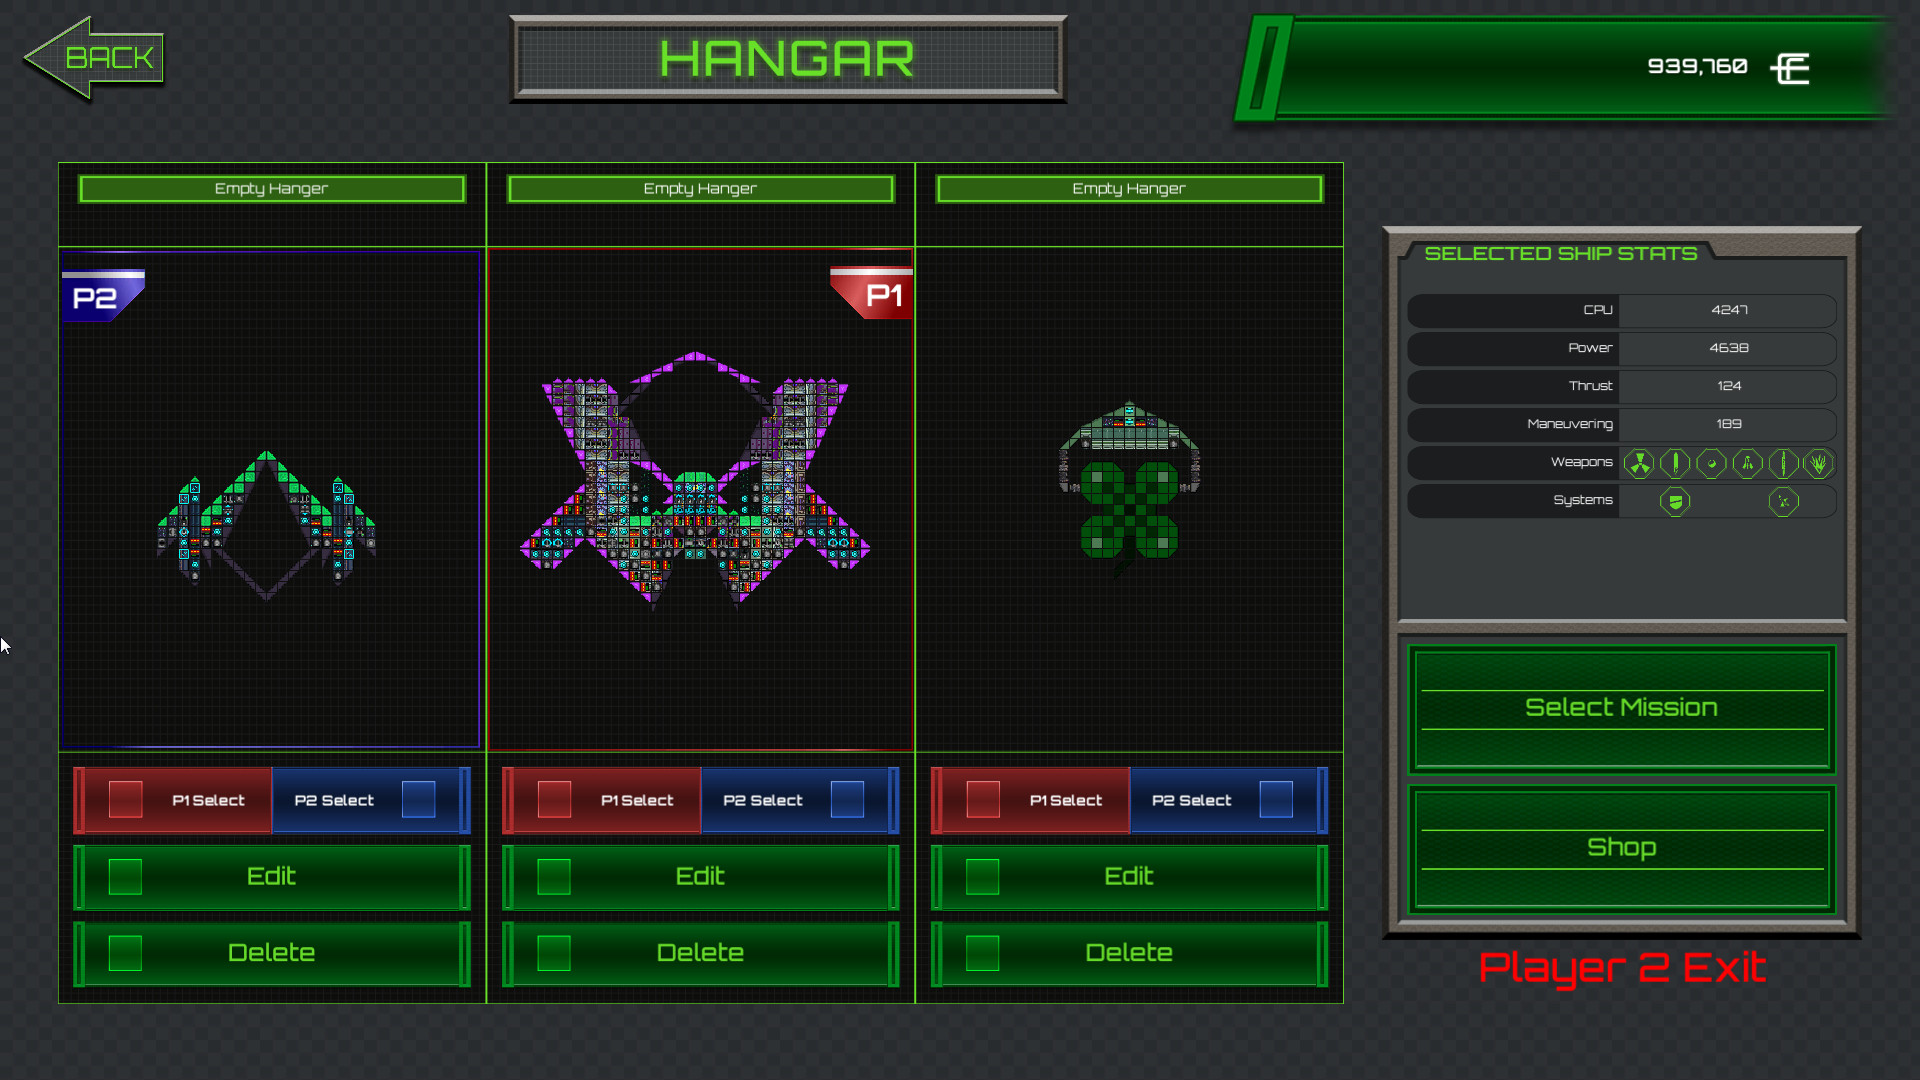 BACK
HANGAR
939,760
Empty Hanger
Empty Hanger
Empty Hanger
P2
P1
SELECTED SHIP STATS
CPU 4247
Power 4638
Thrust 124
Maneuvering 189
Weapons
Systems
P1 Select P2 Select
P1 Select P2 Select
P1 Select P2 Select
Edit
Edit
Edit
Delete
Delete
Delete
Select Mission
Shop
Player 2 Exit